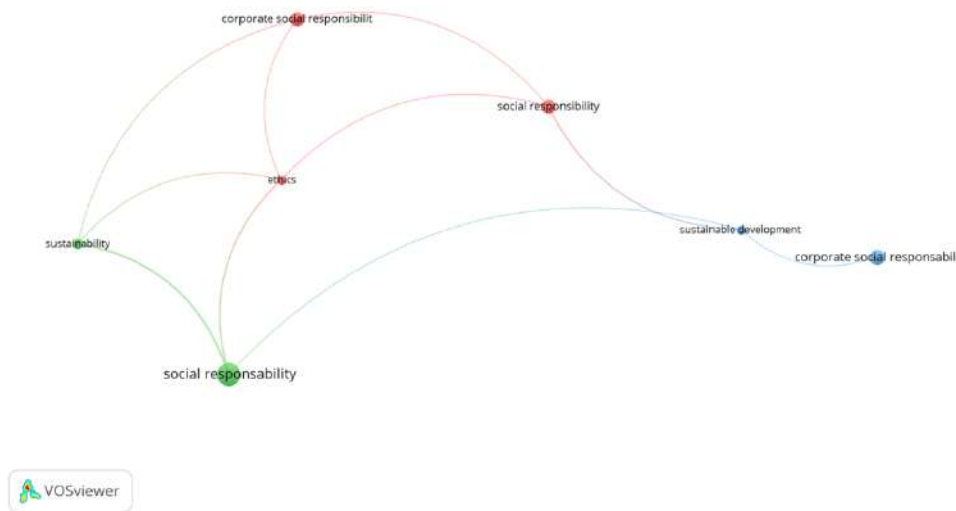 corporate social responsibilit
social responsibility
ethics
sustainability
sustainable development
corporate social responsabil
social responsability
VOSviewer